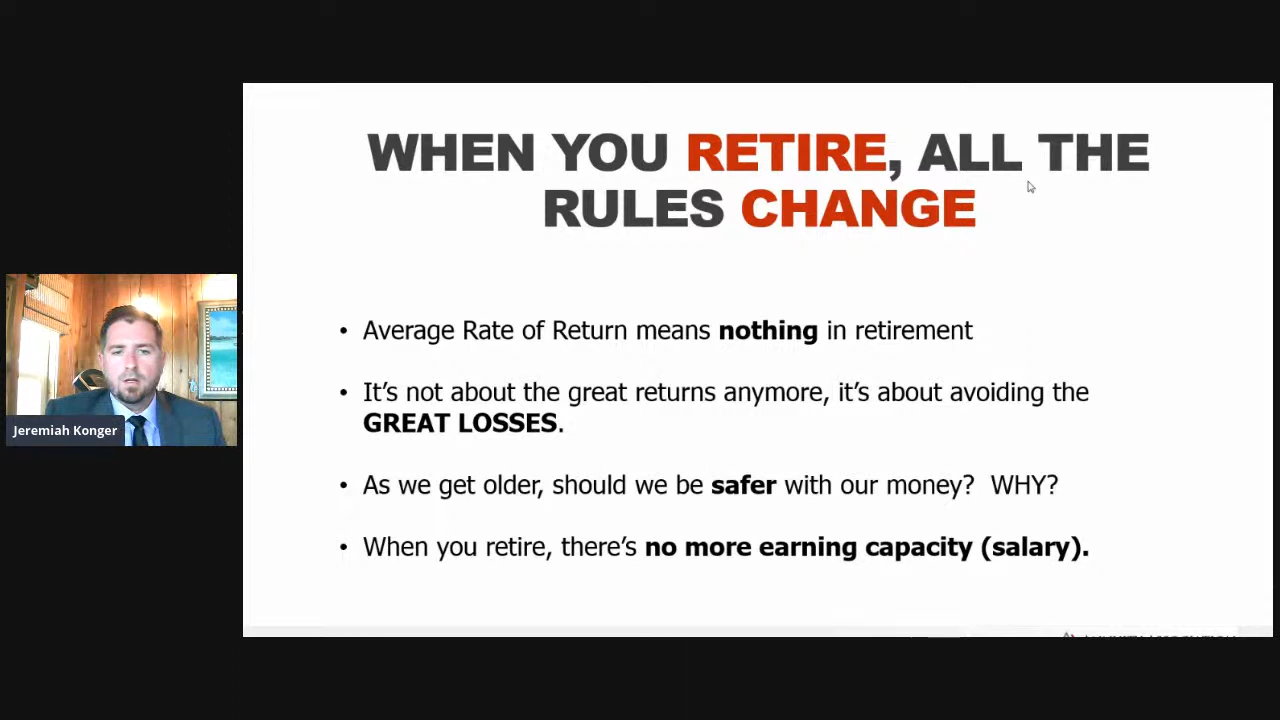 WHEN YOU RETIRE, ALL THE
RULES CHANGE
• Average Rate of Return means nothing in retirement
• It’s not about the great returns anymore, it’s about avoiding the
GREAT LOSSES.
• As we get older, should we be safer with our money?  WHY?
• When you retire, there’s no more earning capacity (salary).
Jeremiah Konger